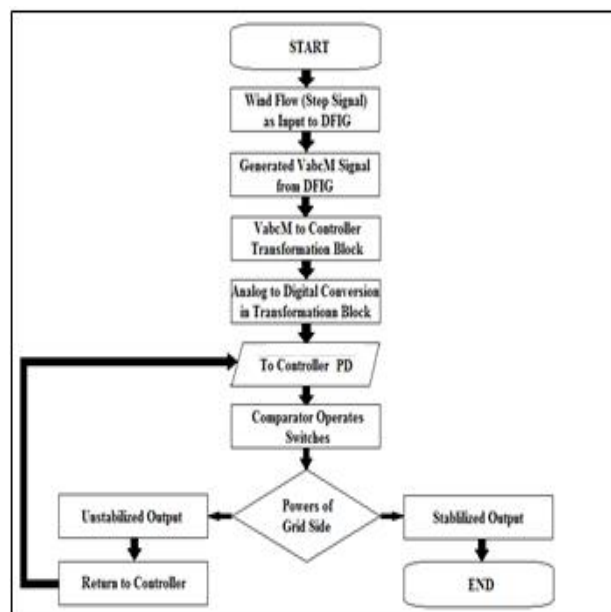 START
Wind Flow (Step Signal)
as Input to DFIG
Generated VabcM Signal
from DFIG
VabcM to Controller
Transformation Block
Analog to Digital Conversion
in Transformationn Block
To Controller PD
Comparator Operates
Switches
Powers of
Grid Side
Unstabilized Output
Stablilized Output
Return to Controller
END